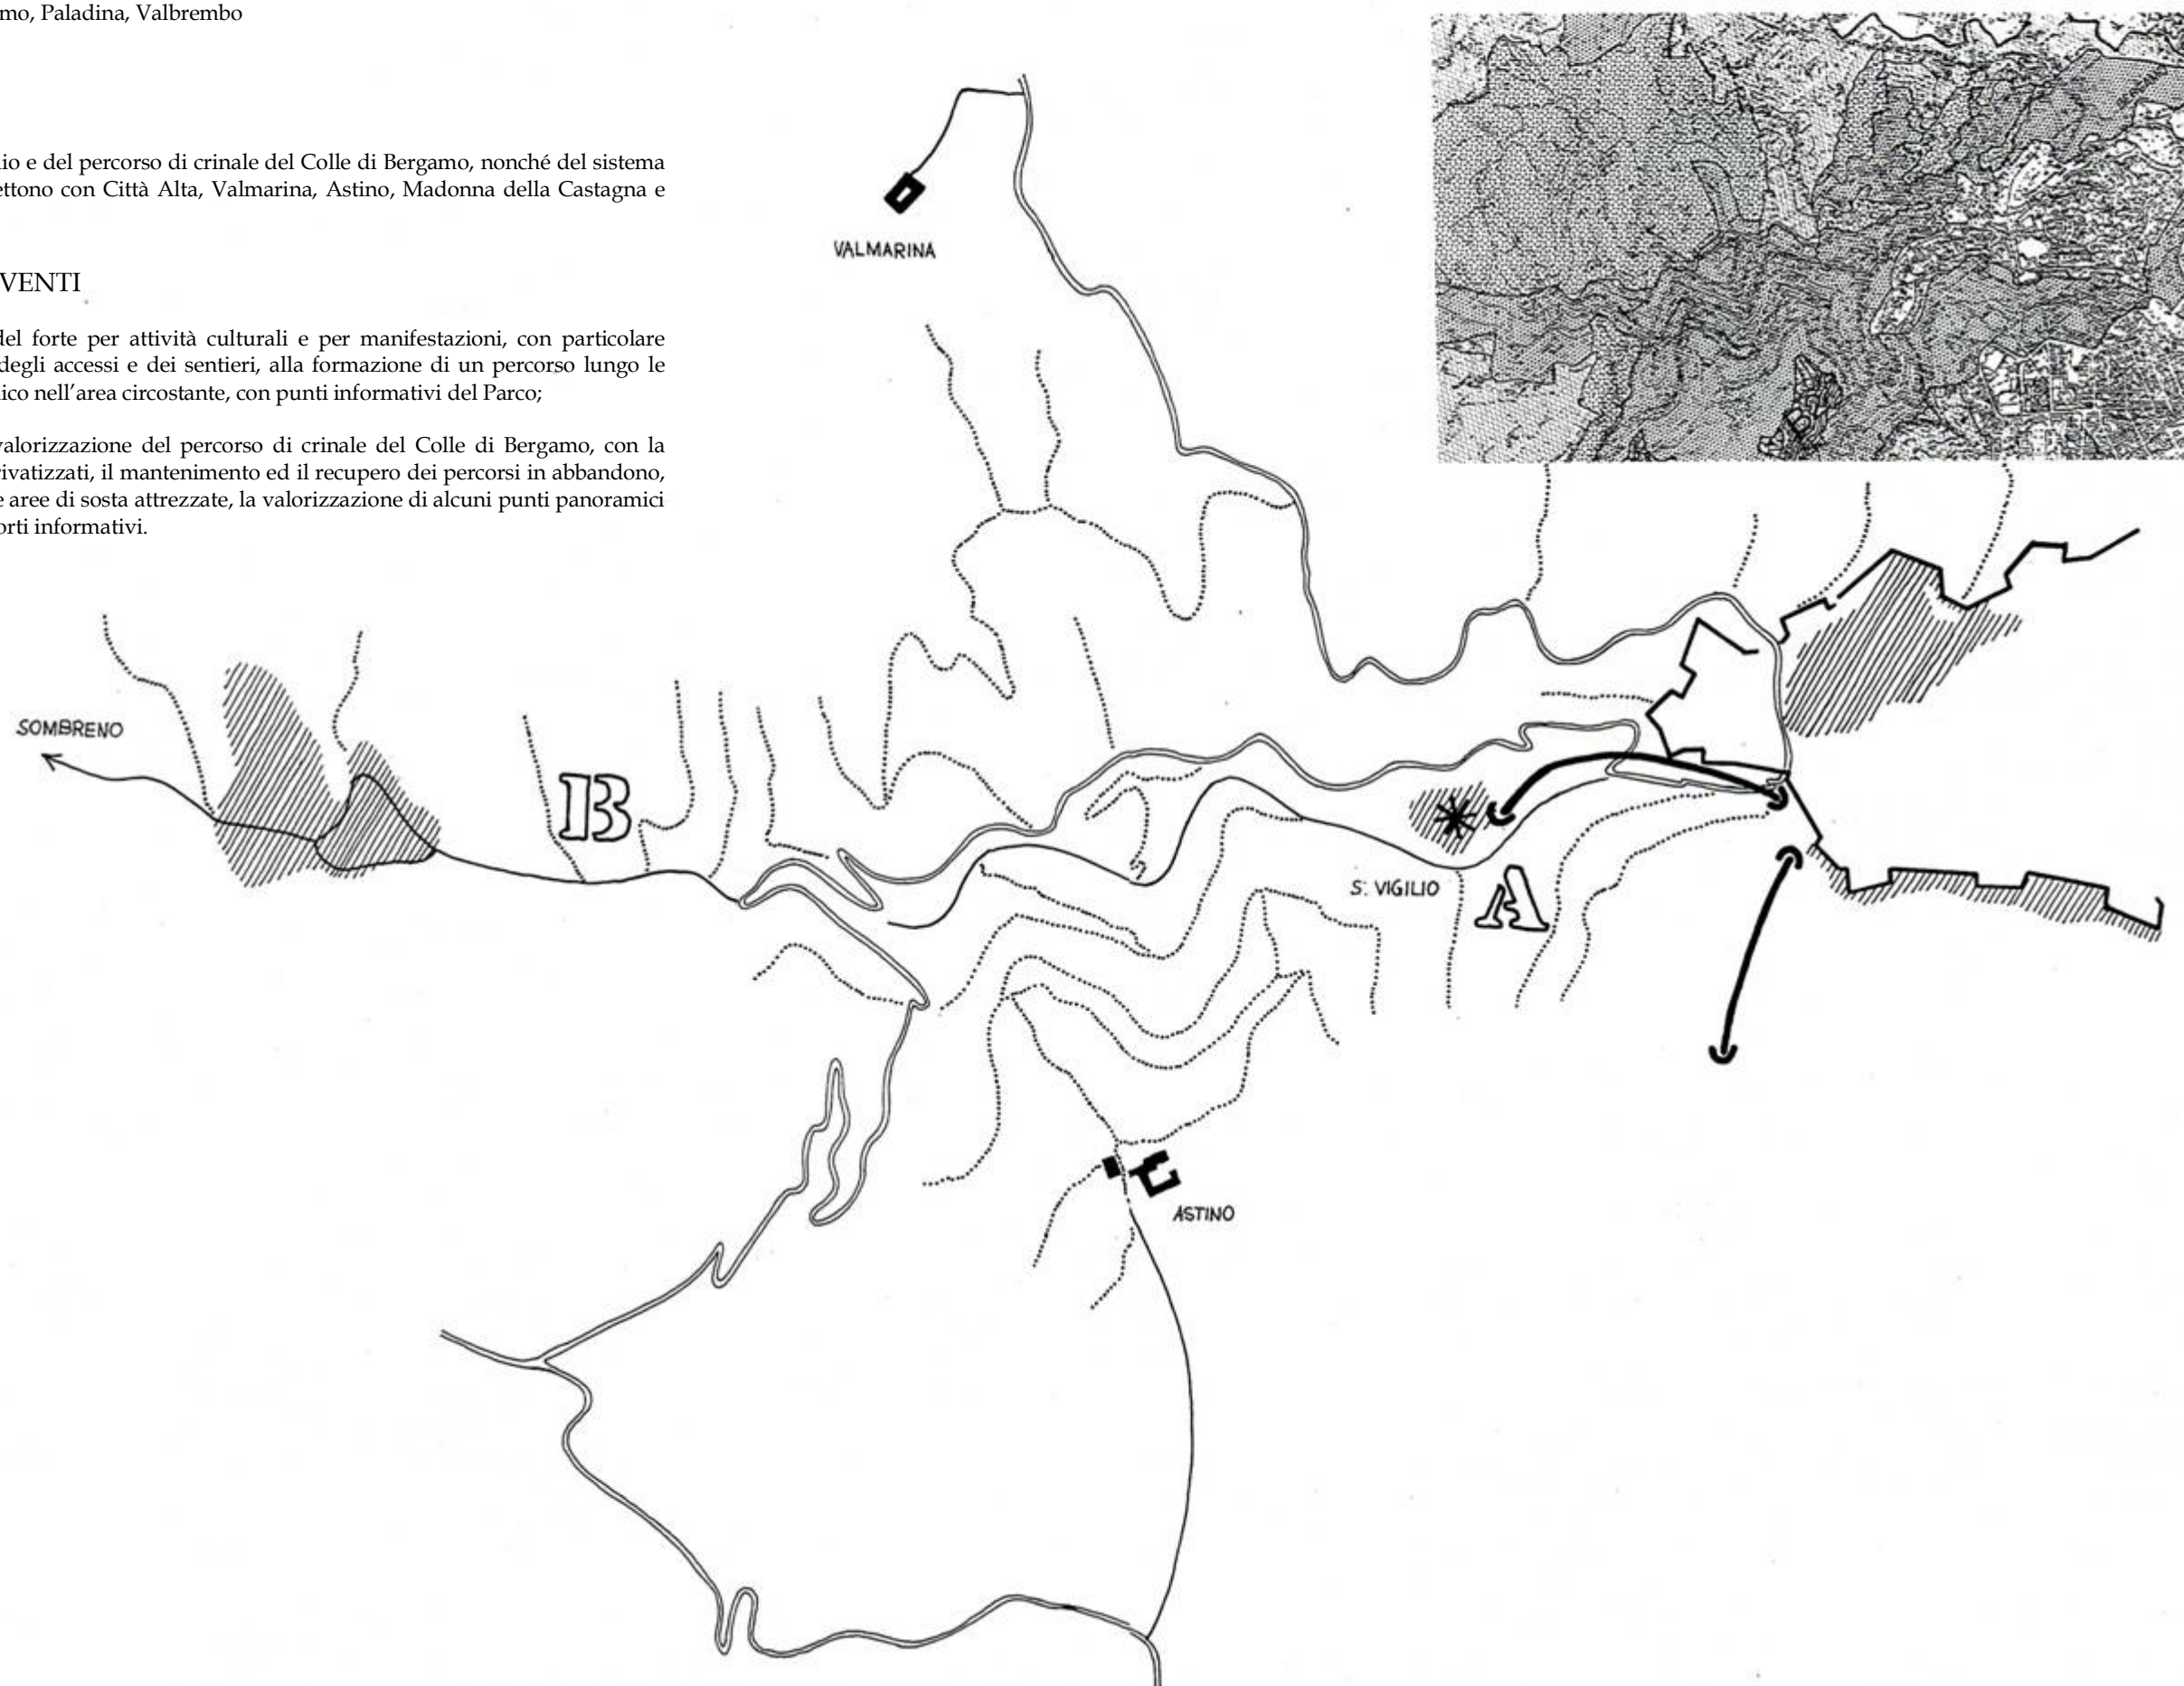 mo, Paladina, Valbrembo
io e del percorso di crinale del Colle di Bergamo, nonché del sistema
ettono con Città Alta, Valmarina, Astino, Madonna della Castagna e
VENTI
del forte per attività culturali e per manifestazioni, con particolare
degli accessi e dei sentieri, alla formazione di un percorso lungo le
ico nell'area circostante, con punti informativi del Parco;
valorizzazione del percorso di crinale del Colle di Bergamo, con la
rivatizzati, il mantenimento ed il recupero dei percorsi in abbandono,
e aree di sosta attrezzate, la valorizzazione di alcuni punti panoramici
orti informativi.
VALMARINA
SOMBRENO
B
S. VIGILIO
A
ASTINO